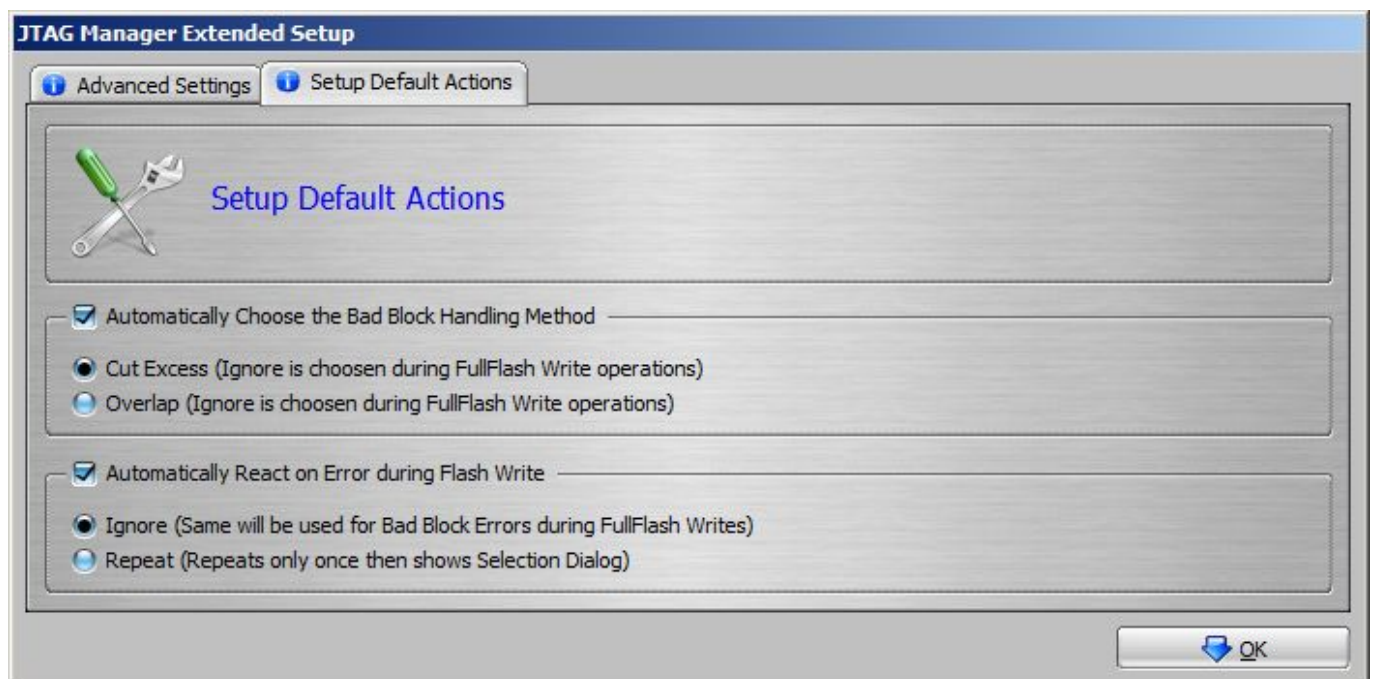 JTAG Manager Extended Setup
Advanced Settings
Setup Default Actions
Setup Default Actions
Automatically Choose the Bad Block Handling Method
Cut Excess (Ignore is choosen during FullFlash Write operations)
Overlap (Ignore is choosen during FullFlash Write operations)
Automatically React on Error during Flash Write
Ignore (Same will be used for Bad Block Errors during FullFlash Writes)
Repeat (Repeats only once then shows Selection Dialog)
OK